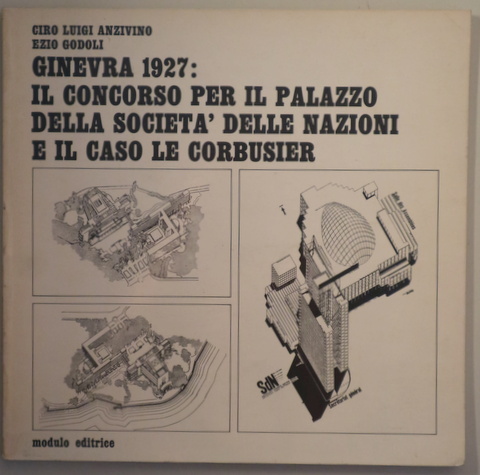 CIRO LUIGI ANZIVINO
EZIO GODOLI
GINEVRA 1927:
IL CONCORSO PER IL PALAZZO
DELLA SOCIETA' DELLE NAZIONI
E IL CASO LE CORBUSIER
SdN
modulo editrice